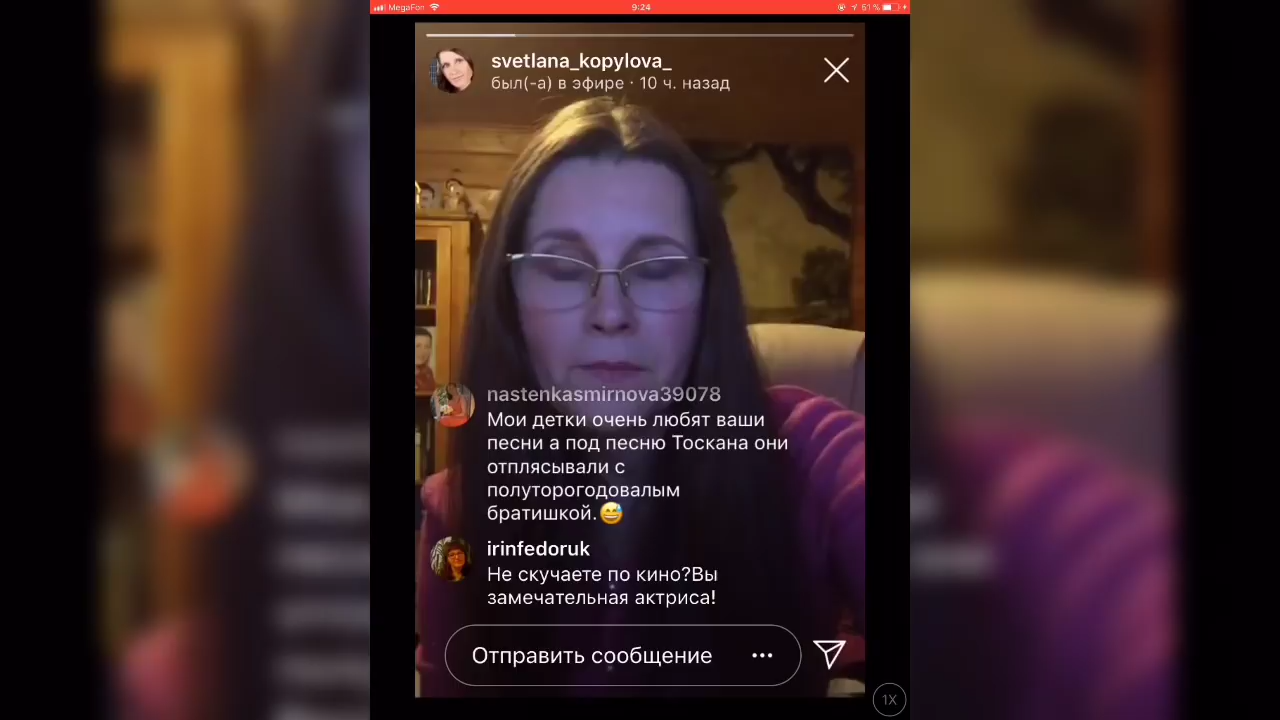 MegaFon
9:24
51 %
svetlana_kopylova_
был(-а) в эфире · 10 ч. назад
nastenkasmirnova39078
Мои детки очень любят ваши
песни а под песню Тоскана они
отплясывали с
полуторогодовалым
братишкой.😅
irinfedoruk
Не скучаете по кино?Вы
замечательная актриса!
Отправить сообщение
1X